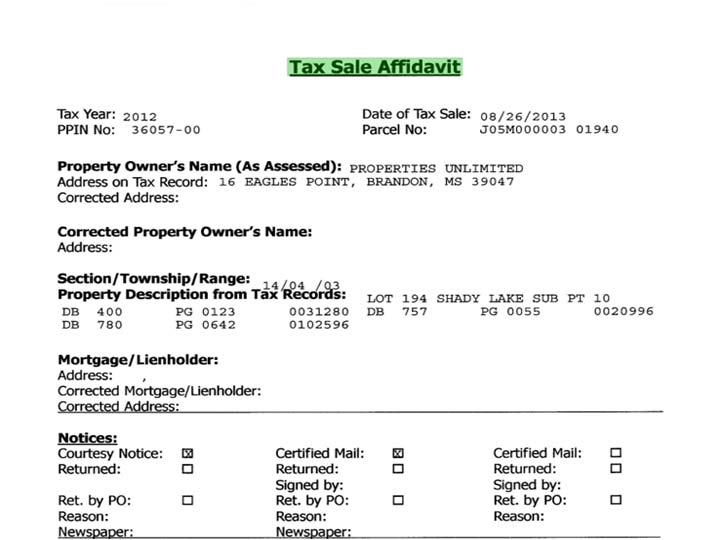 Tax Sale Affidavit
Tax Year: 2012 Date of Tax Sale: 08/26/2013
PPIN No: 36057-00 Parcel No: J05M000003 01940
Property Owner's Name (As Assessed): PROPERTIES UNLIMITED
Address on Tax Record: 16 EAGLES POINT, BRANDON, MS 39047
Corrected Address:
Corrected Property Owner's Name:
Address:
Section/Township/Range: 14/04 /03
Property Description from Tax Records: LOT 194 SHADY LAKE SUB PT 10
DB 400 PG 0123 0031280 DB 757 PG 0055 0020996
DB 780 PG 0642 0102596
Mortgage/Lienholder:
Address: ,
Corrected Mortgage/Lienholder:
Corrected Address:
Notices:
Courtesy Notice: ☒ Certified Mail: ☒ Certified Mail: ☐
Returned: ☐ Returned: ☐ Returned: ☐
Signed by: Signed by:
Ret. by PO: ☐ Ret. by PO: ☐ Ret. by PO: ☐
Reason: Reason: Reason:
Newspaper: Newspaper: